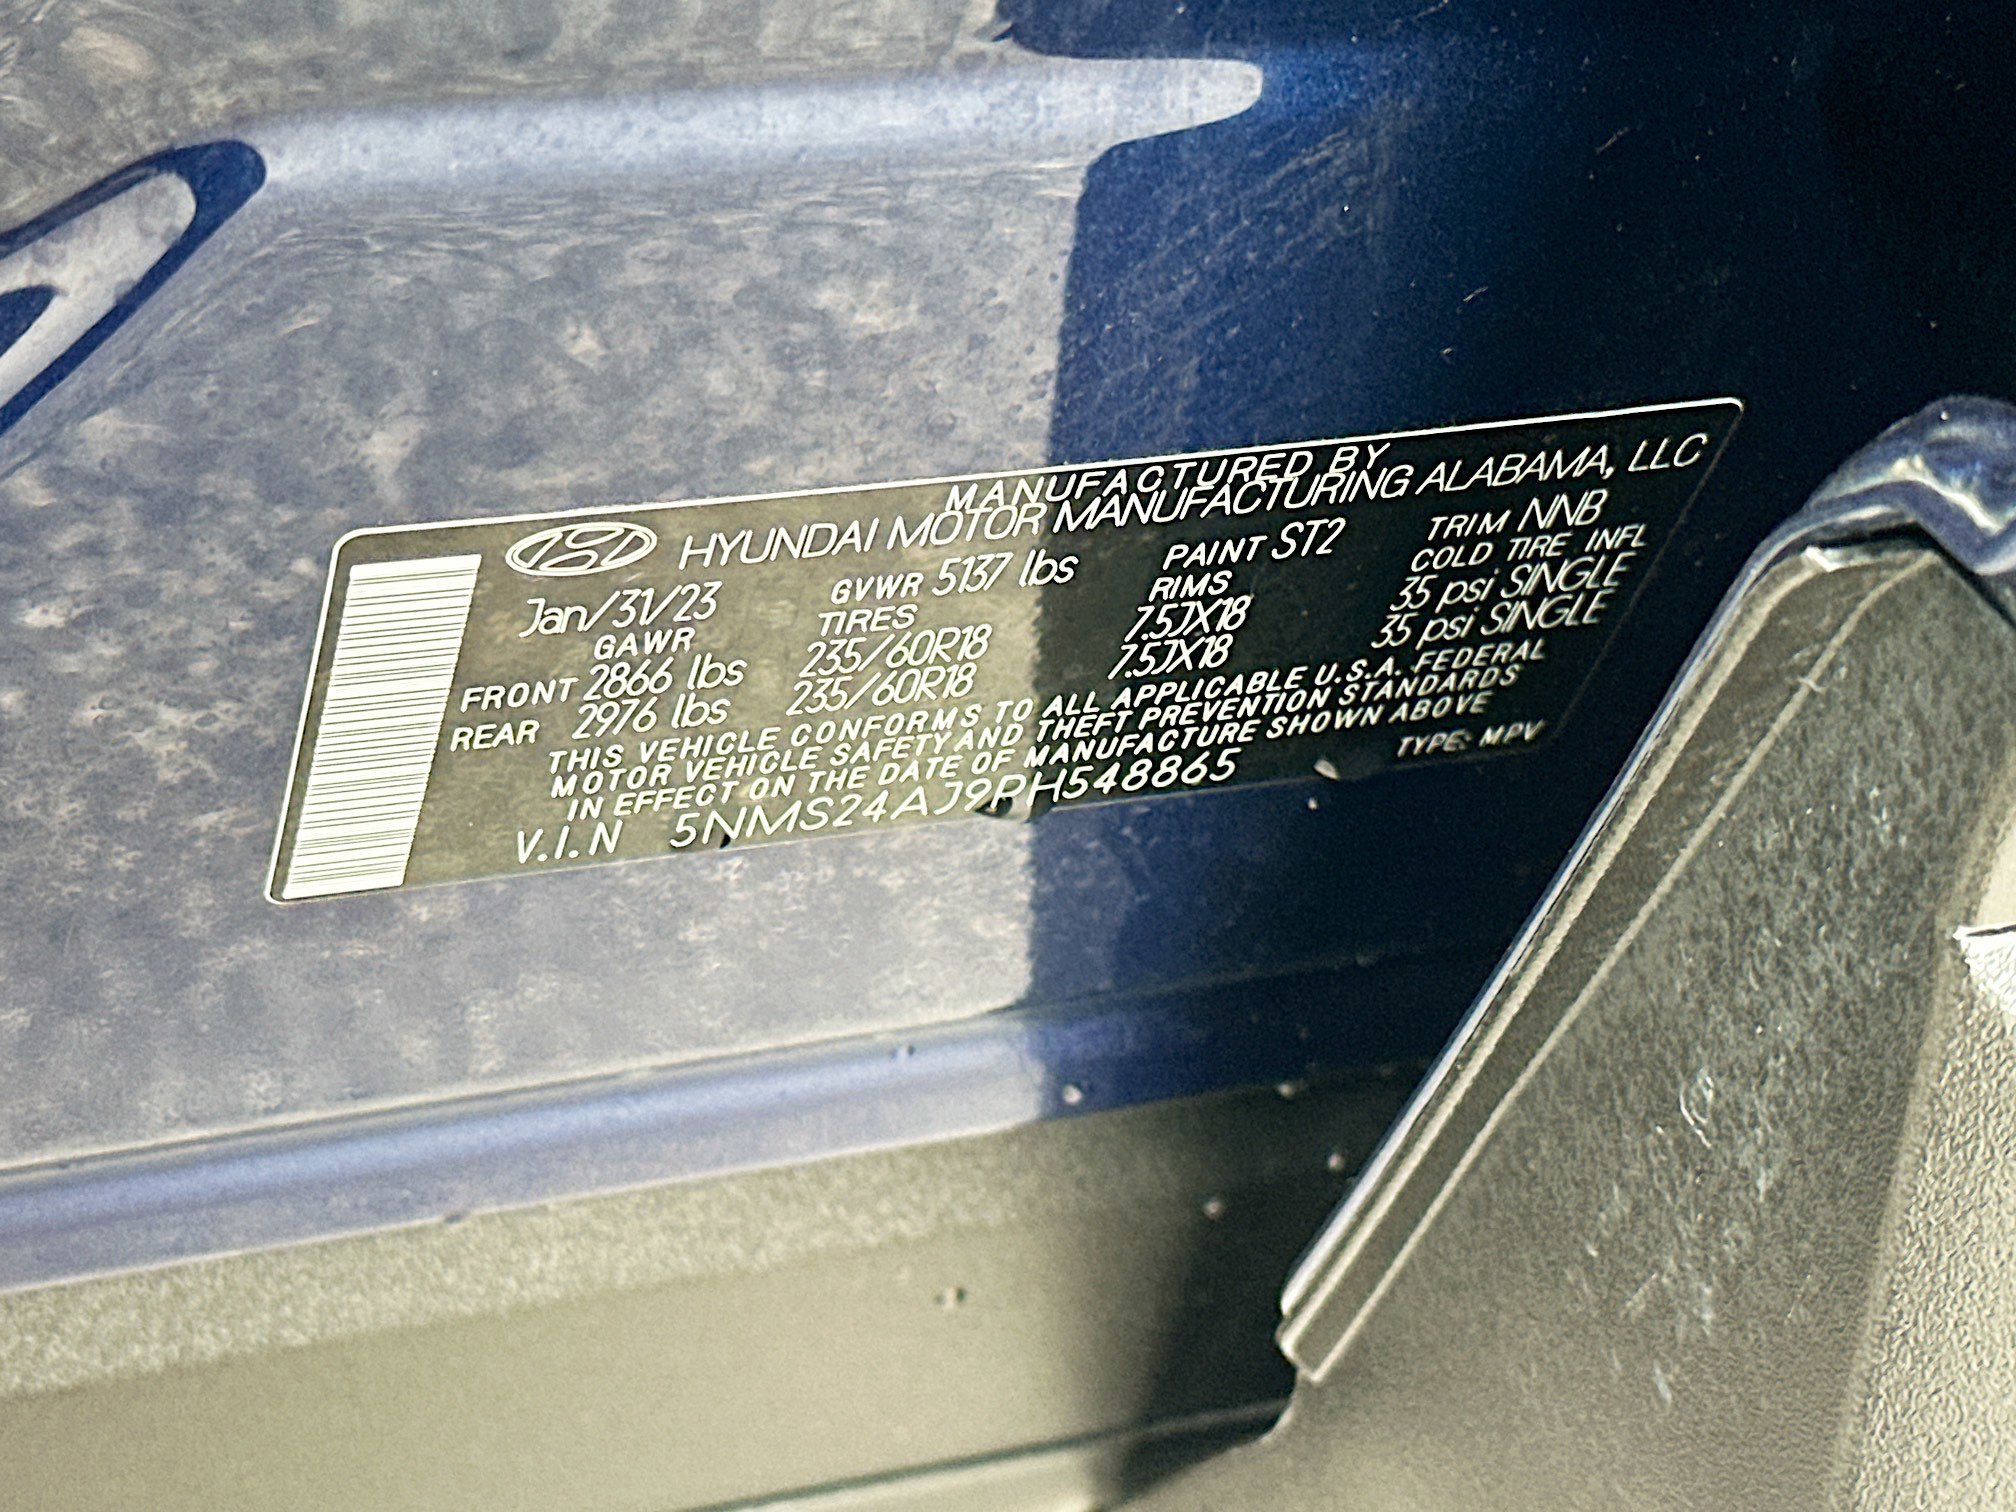 MANUFACTURED BY
HYUNDAI MOTOR MANUFACTURING ALABAMA, LLC
Jan/31/23 GVWR 5137 lbs PAINT ST2 TRIM NNB
GAWR TIRES RIMS COLD TIRE INFL
FRONT 2866 lbs 235/60R18 7.5JX18 35 psi SINGLE
REAR 2976 lbs 235/60R18 7.5JX18 35 psi SINGLE
THIS VEHICLE CONFORMS TO ALL APPLICABLE U.S.A. FEDERAL
MOTOR VEHICLE SAFETY AND THEFT PREVENTION STANDARDS
IN EFFECT ON THE DATE OF MANUFACTURE SHOWN ABOVE
V.I.N 5NMS24AJ9PH548865 TYPE: MPV